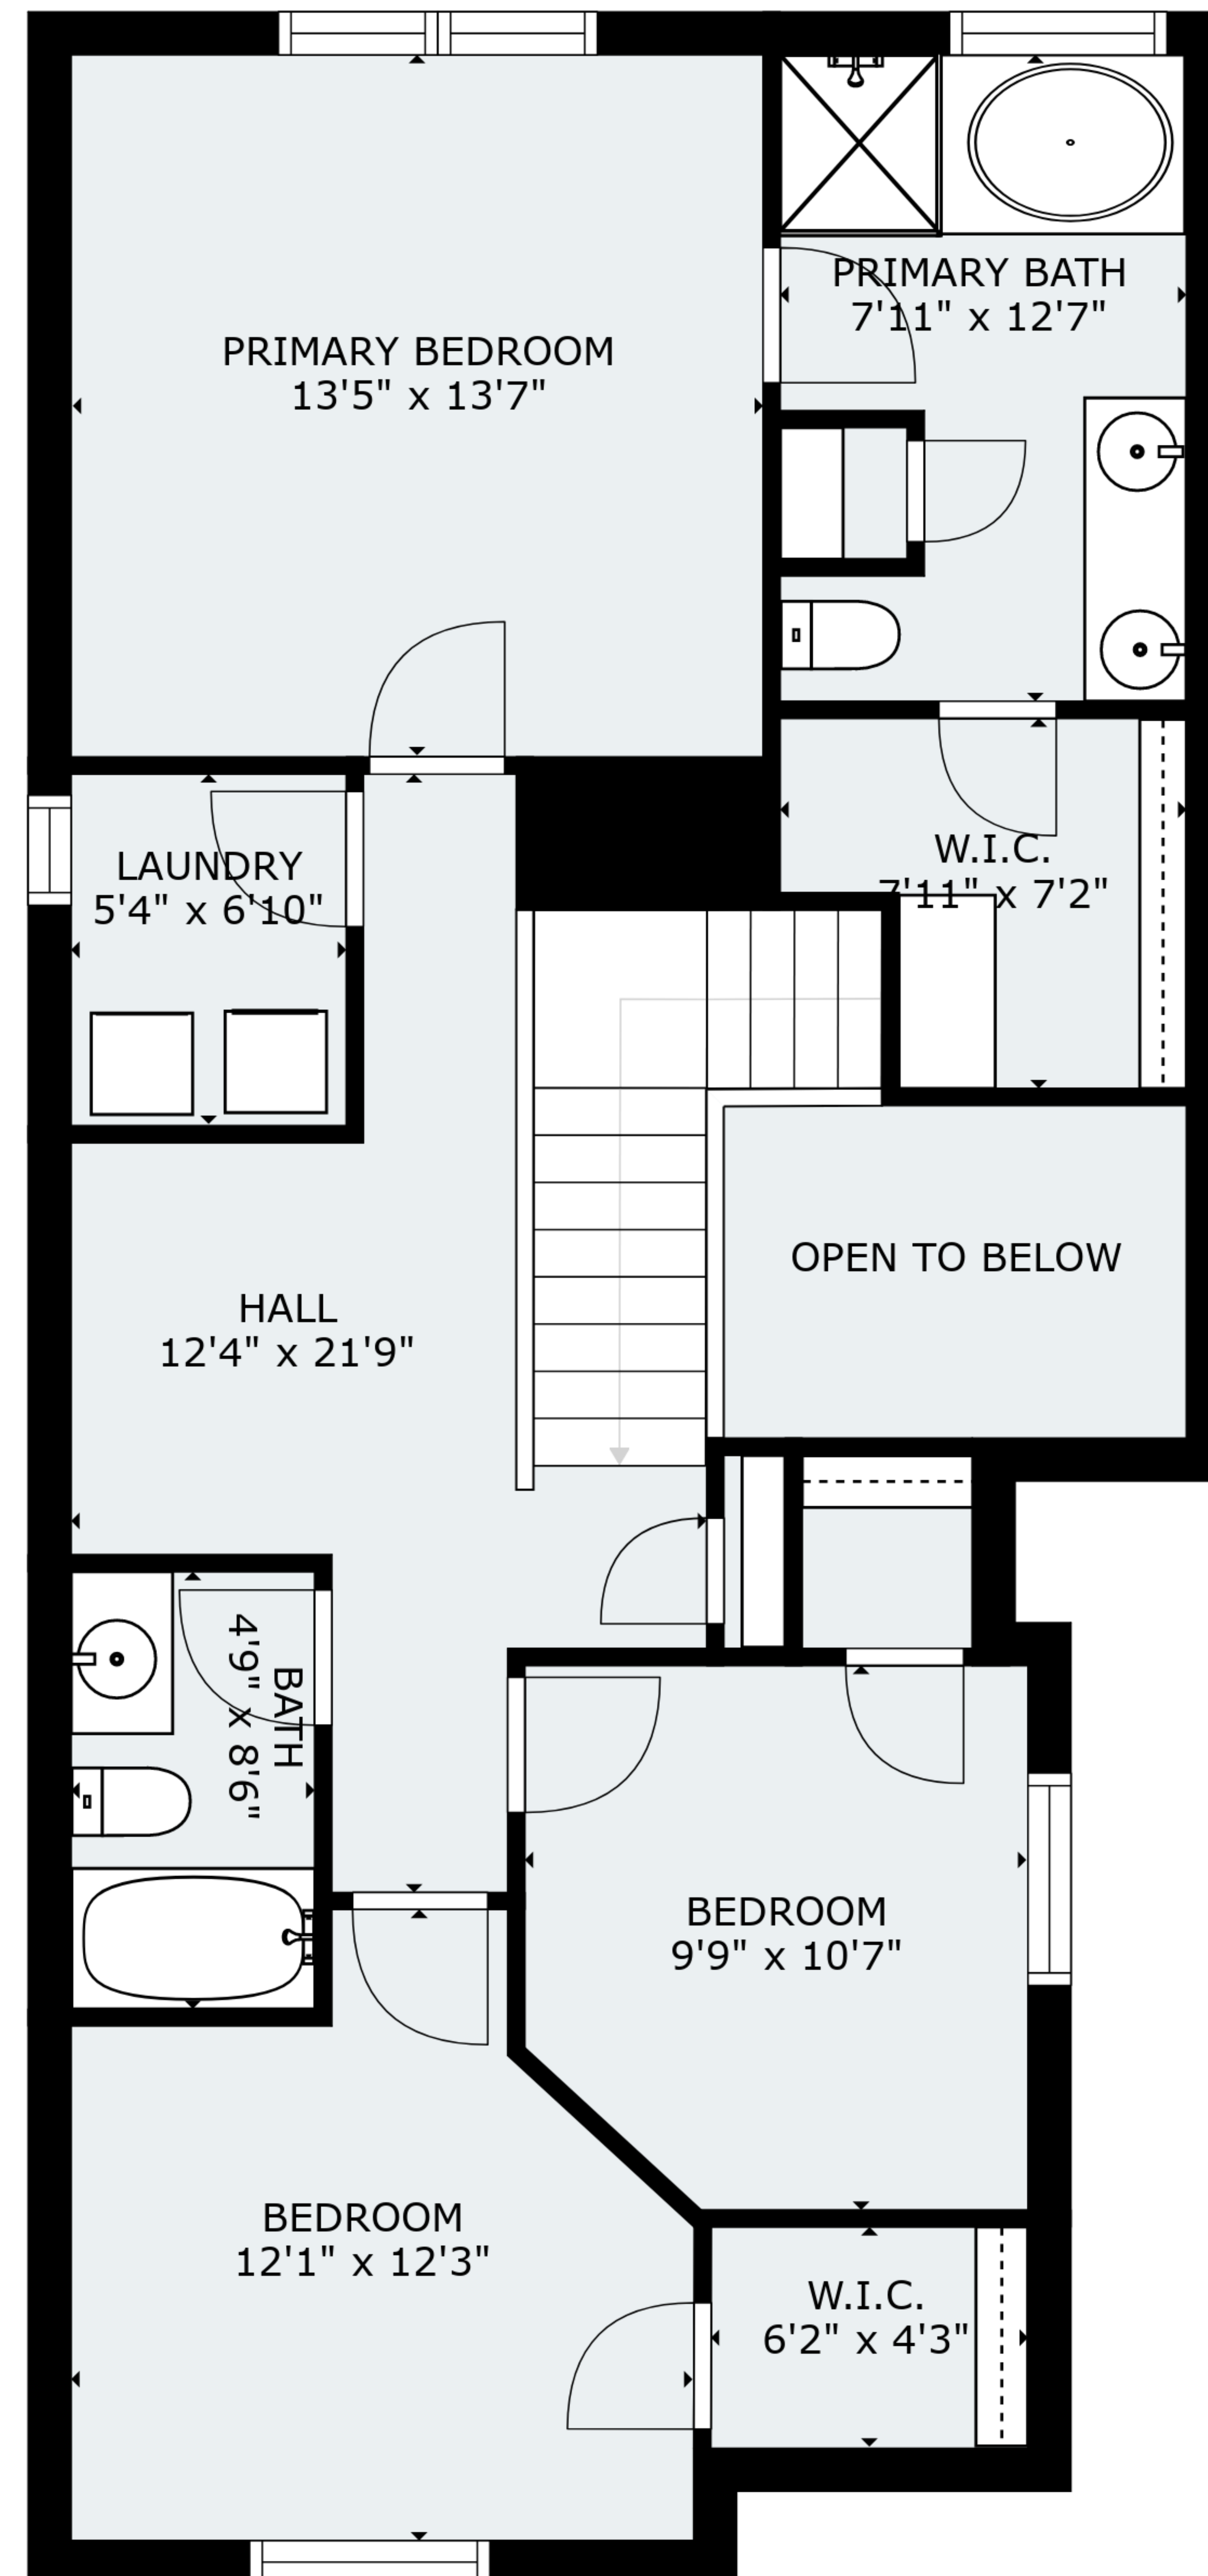 PRIMARY BATH
7'11" x 12'7"
PRIMARY BEDROOM
13'5" x 13'7"
W.I.C.
7'11" x 7'2"
LAUNDRY
5'4" x 6'10"
OPEN TO BELOW
HALL
12'4" x 21'9"
BATH
4'9" x 8'6"
BEDROOM
9'9" x 10'7"
BEDROOM
12'1" x 12'3"
W.I.C.
6'2" x 4'3"